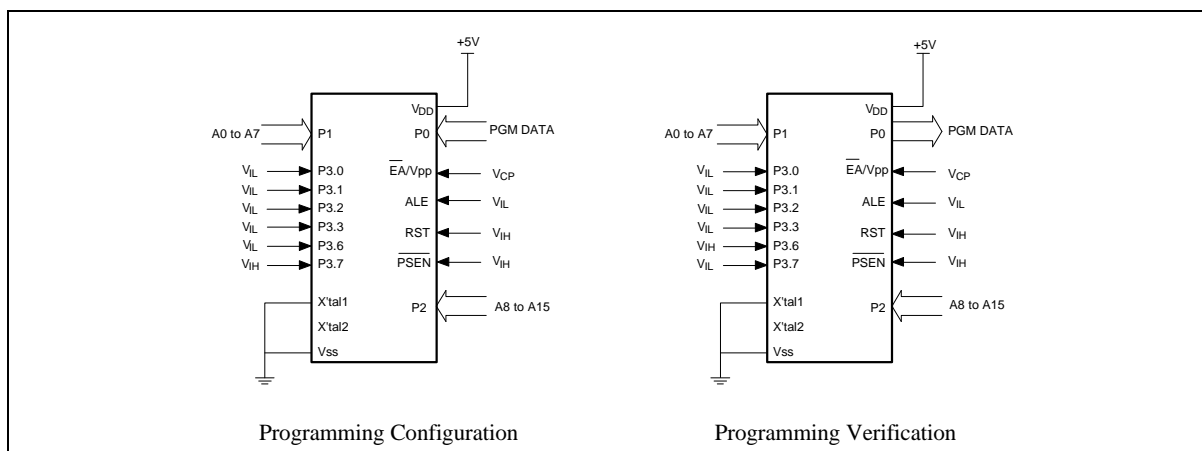 +5V
VDD
A0 to A7
P1
P0
PGM DATA
VIL
P3.0
EA/Vpp
VCP
VIL
P3.1
VIL
P3.2
ALE
VIL
VIL
P3.3
RST
VIH
VIL
P3.6
VIH
P3.7
PSEN
VIH
X'tal1
P2
A8 to A15
X'tal2
Vss
Programming Configuration
+5V
VDD
A0 to A7
P1
P0
PGM DATA
VIL
P3.0
EA/Vpp
VCP
VIL
P3.1
VIL
P3.2
ALE
VIL
VIL
P3.3
RST
VIH
VIH
P3.6
VIL
P3.7
PSEN
VIH
X'tal1
P2
A8 to A15
X'tal2
Vss
Programming Verification